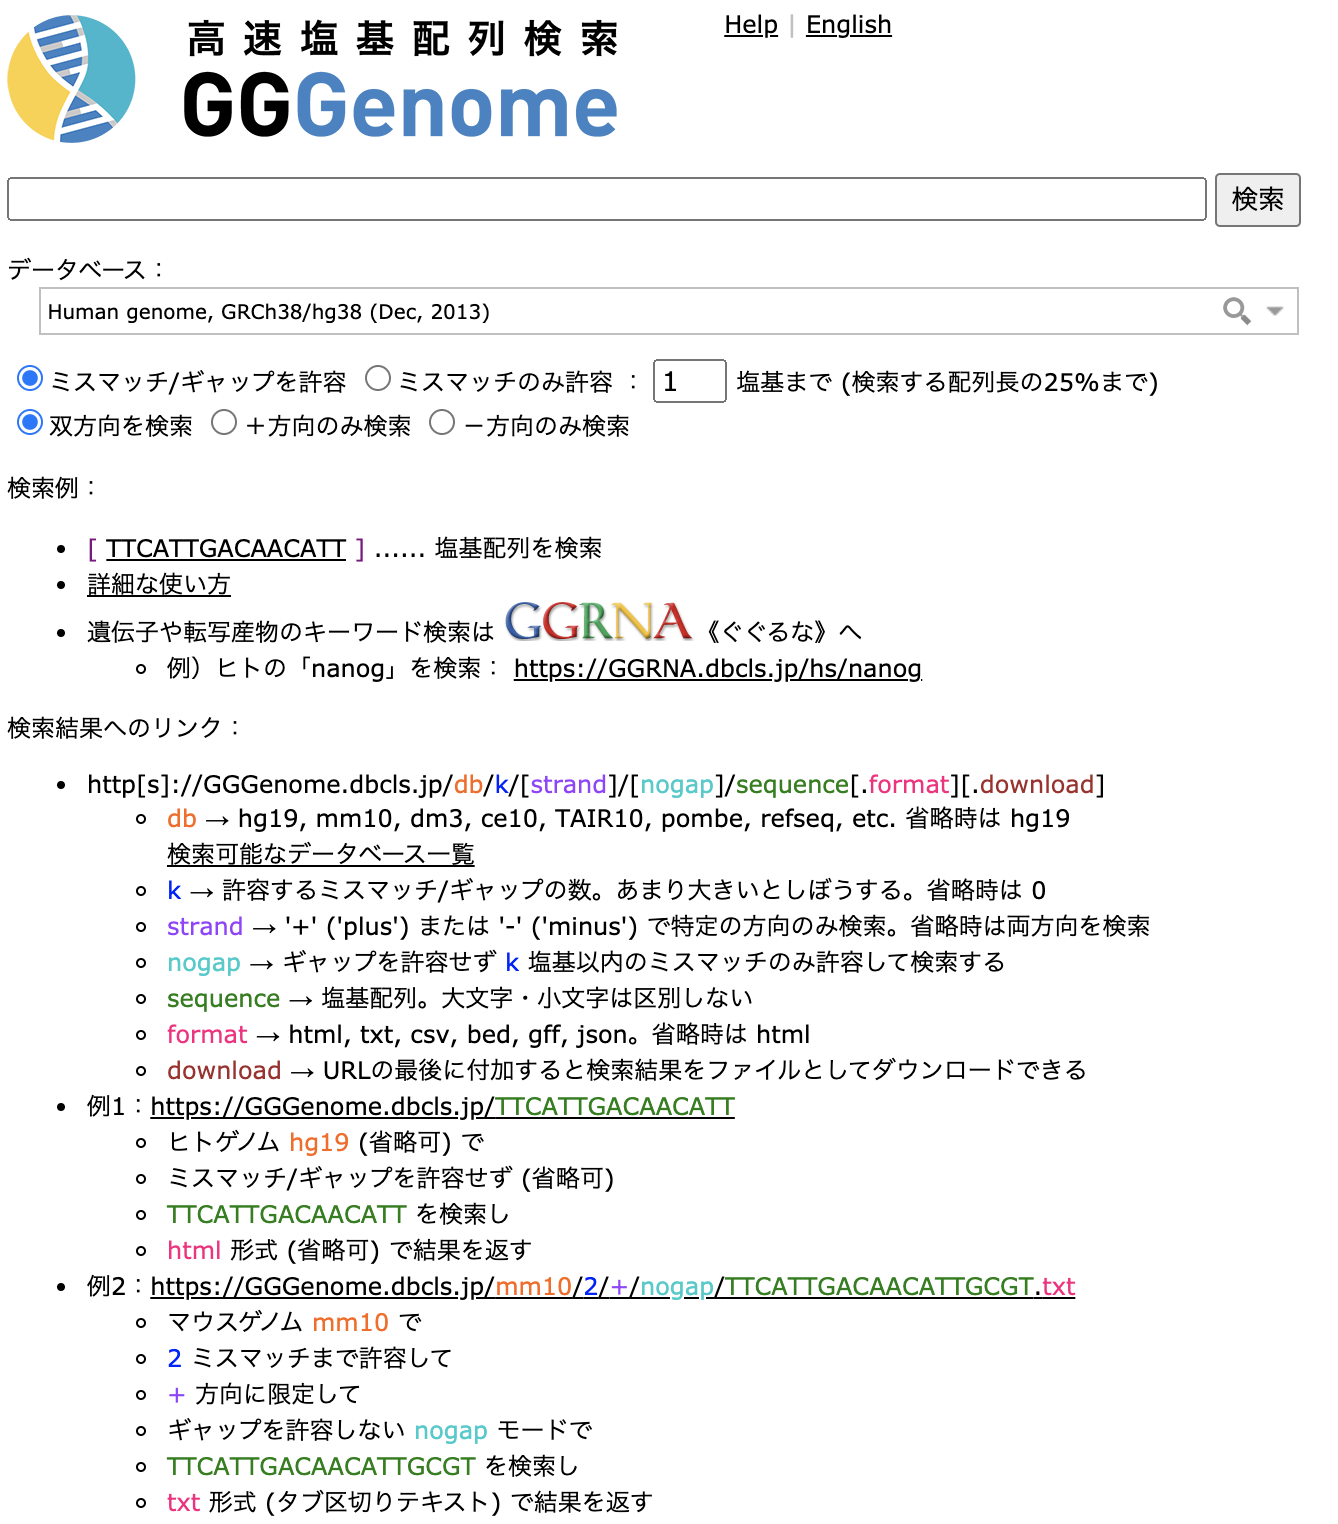 高速塩基配列検索
GGGenome
Help | English
検索
データベース：
Human genome, GRCh38/hg38 (Dec, 2013)
ミスマッチ/ギャップを許容 ミスマッチのみ許容 ： 1 塩基まで (検索する配列長の25%まで)
双方向を検索 +方向のみ検索 −方向のみ検索
検索例：
• [ TTCATTGACAACATT ] ...... 塩基配列を検索
• 詳細な使い方
• 遺伝子や転写産物のキーワード検索は GGRNA 《ぐぐるな》へ
◦ 例）ヒトの「nanog」を検索： https://GGRNA.dbcls.jp/hs/nanog
検索結果へのリンク：
• http[s]://GGGenome.dbcls.jp/db/k/[strand]/[nogap]/sequence[.format][.download]
◦ db → hg19, mm10, dm3, ce10, TAIR10, pombe, refseq, etc. 省略時は hg19
検索可能なデータベース一覧
◦ k → 許容するミスマッチ/ギャップの数。あまり大きいとしぼうする。省略時は 0
◦ strand → '+' ('plus') または '-' ('minus') で特定の方向のみ検索。省略時は両方向を検索
◦ nogap → ギャップを許容せず k 塩基以内のミスマッチのみ許容して検索する
◦ sequence → 塩基配列。大文字・小文字は区別しない
◦ format → html, txt, csv, bed, gff, json。省略時は html
◦ download → URLの最後に付加すると検索結果をファイルとしてダウンロードできる
• 例1：https://GGGenome.dbcls.jp/TTCATTGACAACATT
◦ ヒトゲノム hg19 (省略可) で
◦ ミスマッチ/ギャップを許容せず (省略可)
◦ TTCATTGACAACATT を検索し
◦ html 形式 (省略可) で結果を返す
• 例2：https://GGGenome.dbcls.jp/mm10/2/+/nogap/TTCATTGACAACATTGCGT.txt
◦ マウスゲノム mm10 で
◦ 2 ミスマッチまで許容して
◦ + 方向に限定して
◦ ギャップを許容しない nogap モードで
◦ TTCATTGACAACATTGCGT を検索し
◦ txt 形式 (タブ区切りテキスト) で結果を返す